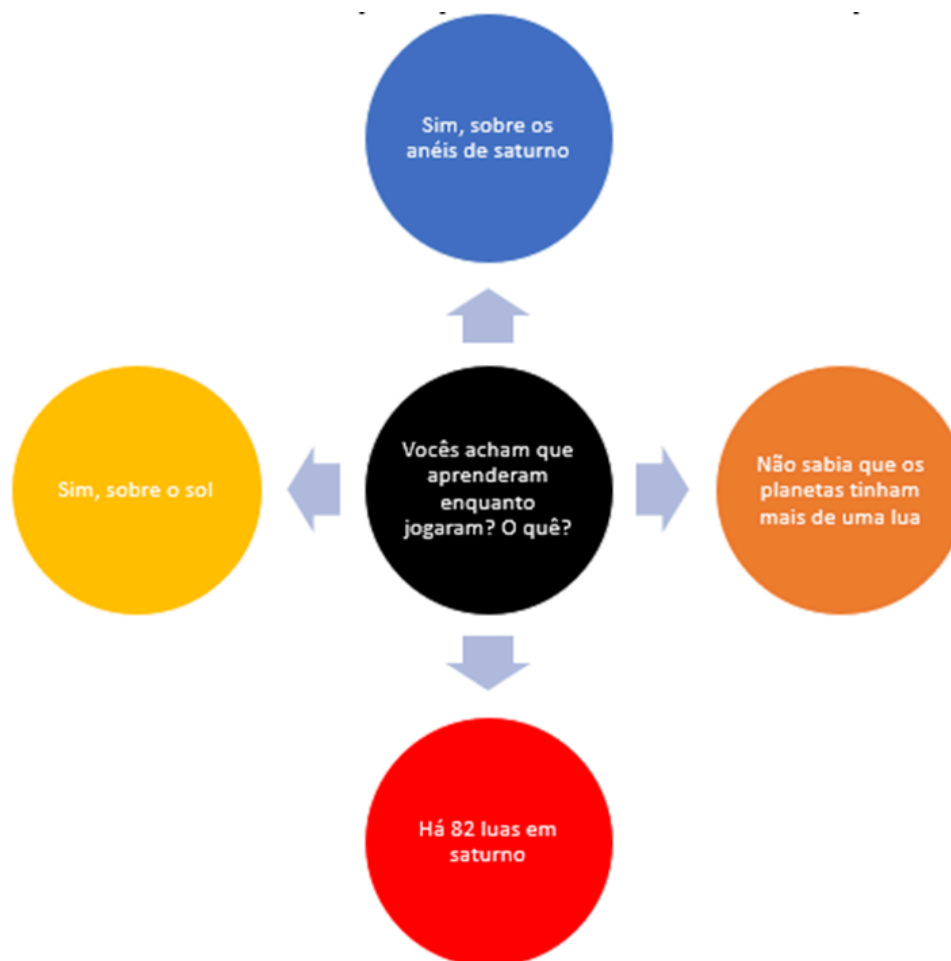 Sim, sobre os
anéis de saturno
Sim, sobre o sol
Vocês acham que
aprenderam
enquanto
jogaram? O quê?
Não sabia que os
planetas tinham
mais de uma lua
Há 82 luas em
saturno